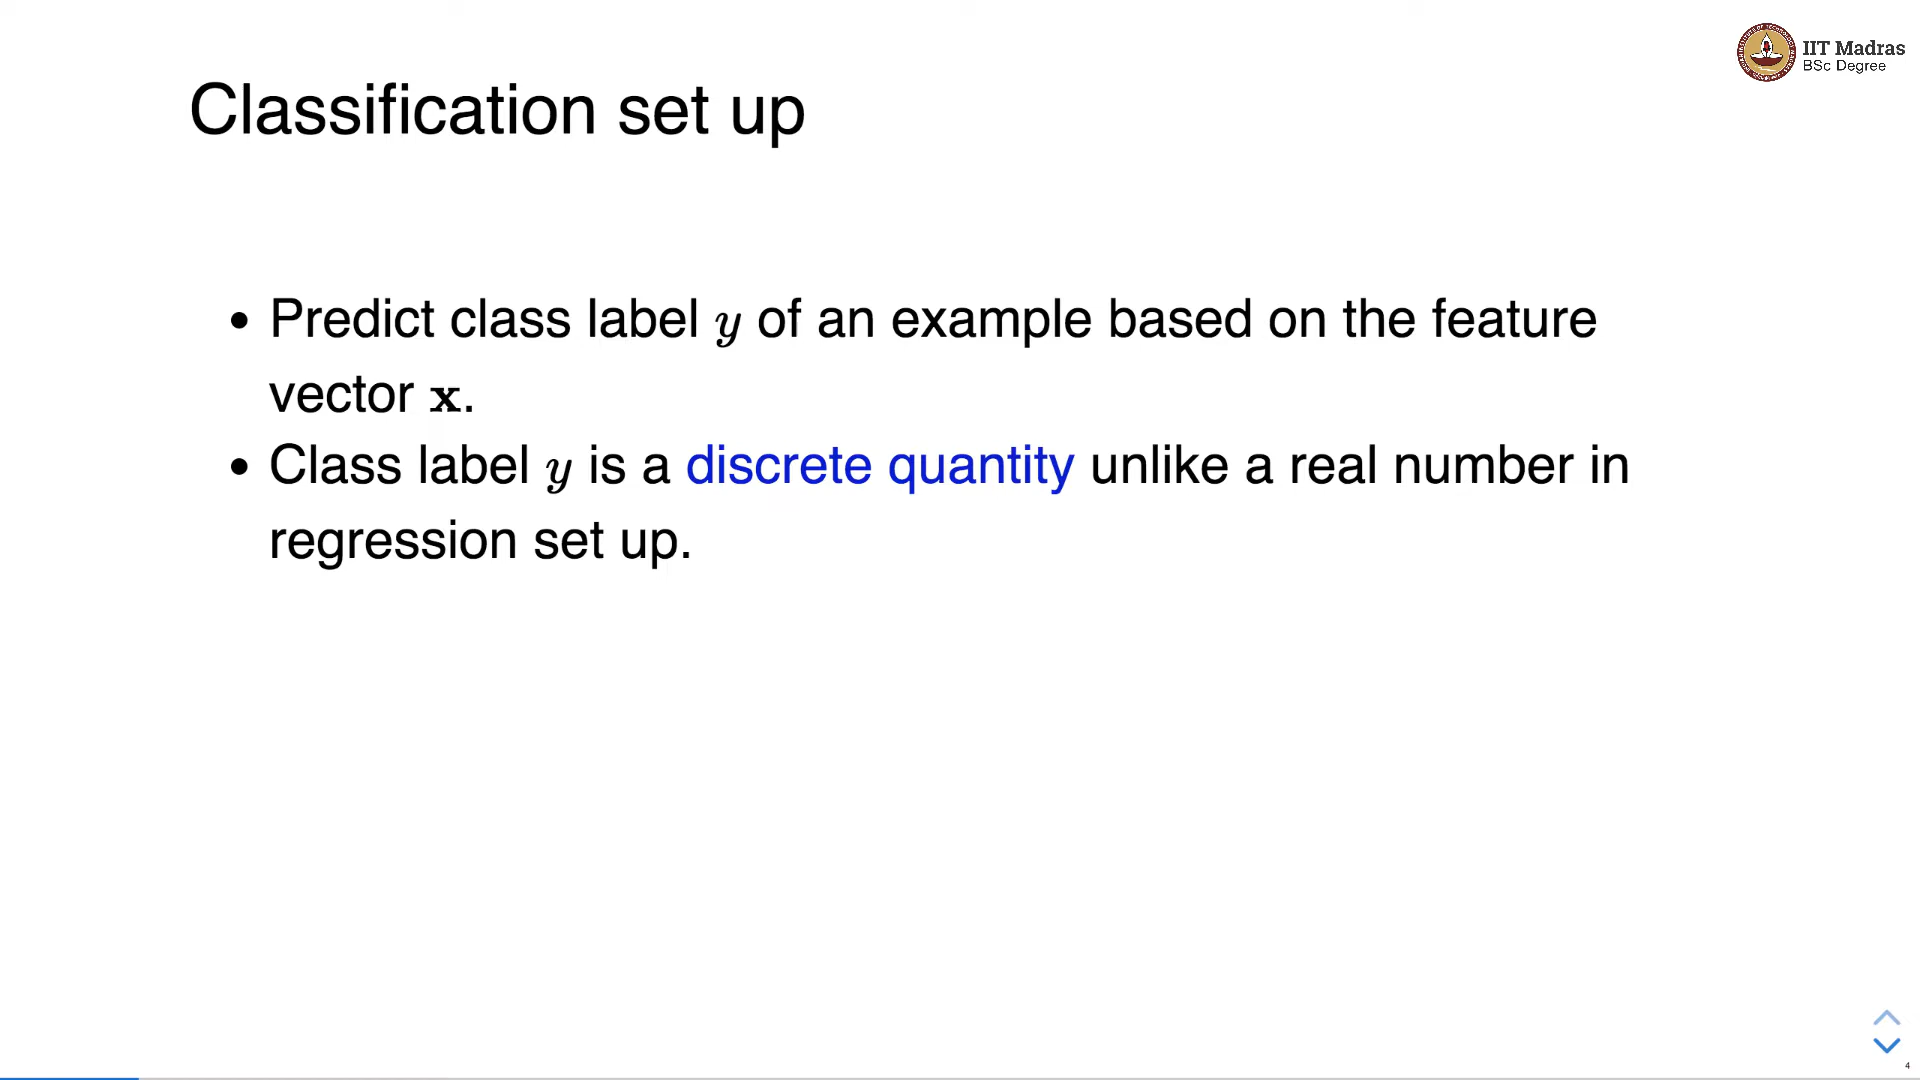 IIT Madras
BSc Degree
Classification set up
• Predict class label y of an example based on the feature
vector x.
• Class label y is a discrete quantity unlike a real number in
regression set up.
4